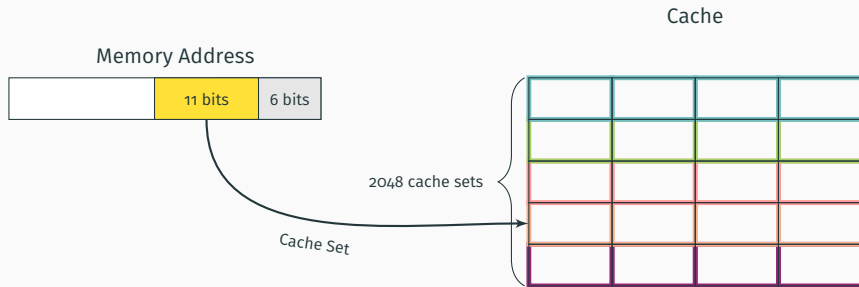 Cache
Memory Address
11 bits
6 bits
2048 cache sets
Cache Set